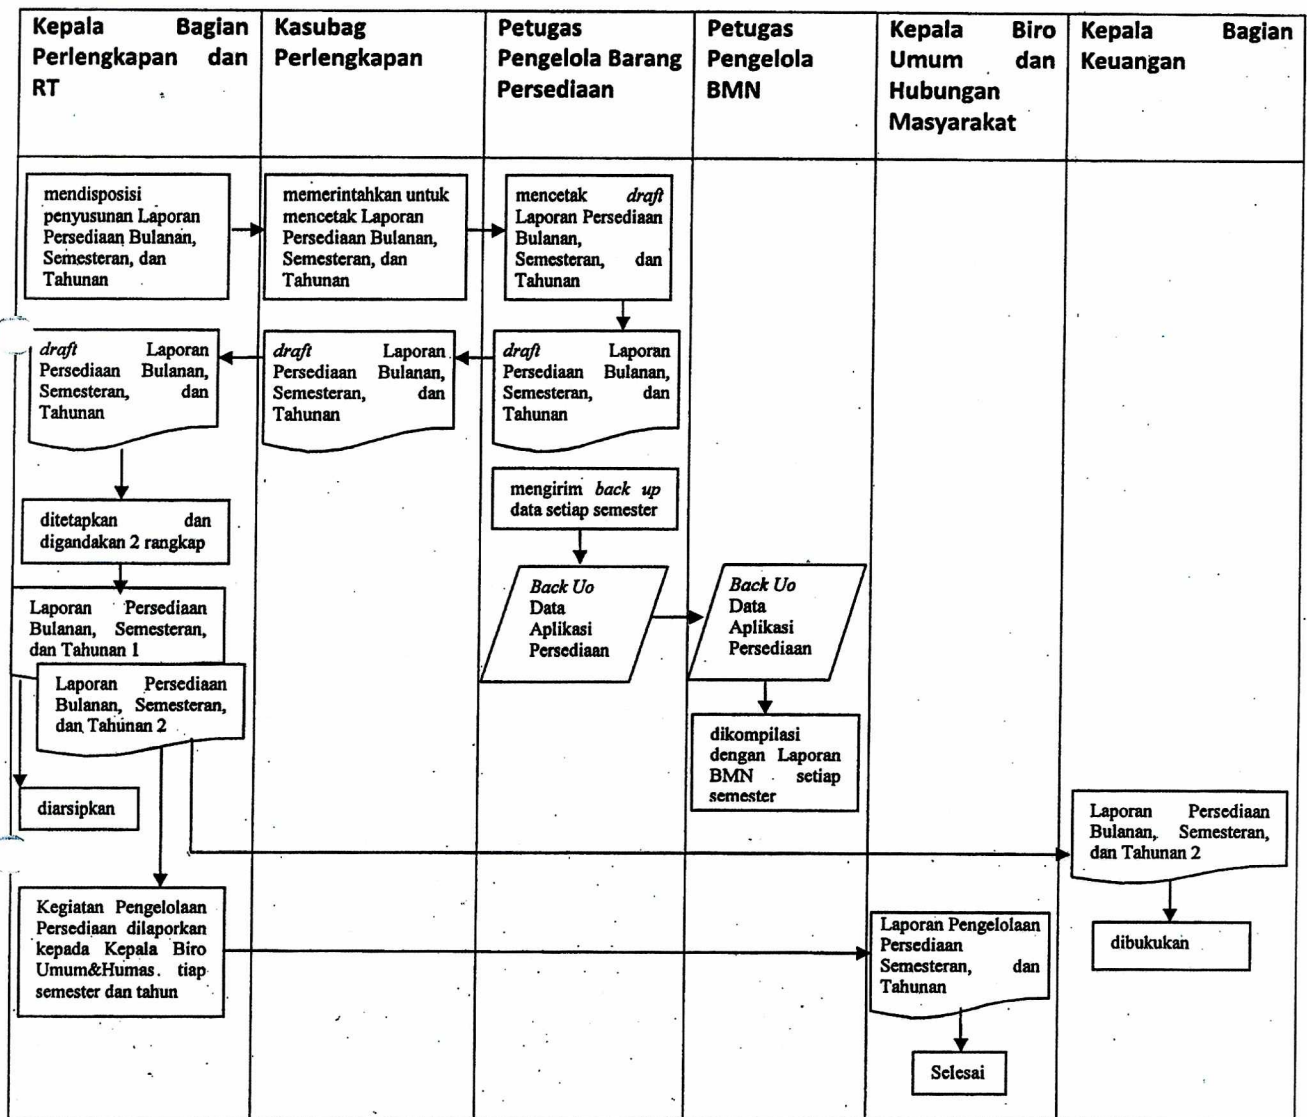 Kepala Bagian
Perlengkapan dan
RT
Kasubag
Perlengkapan
Petugas
Pengelola Barang
Persediaan
Petugas
Pengelola
BMN
Kepala Biro
Umum dan
Hubungan
Masyarakat
Kepala Bagian
Keuangan
mendisposisi
penyusunan Laporan
Persediaan Bulanan,
Semesteran, dan
Tahunan
memerintahkan untuk
mencetak Laporan
Persediaan Bulanan,
Semesteran, dan
Tahunan
mencetak draft
Laporan Persediaan
Bulanan,
Semesteran, dan
Tahunan
draft Laporan
Persediaan Bulanan,
Semesteran, dan
Tahunan
draft Laporan
Persediaan Bulanan,
Semesteran, dan
Tahunan
draft Laporan
Persediaan Bulanan,
Semesteran, dan
Tahunan
mengirim back up
data setiap semester
ditetapkan dan
digandakan 2 rangkap
Back Uo
Data
Aplikasi
Persediaan
Back Uo
Data
Aplikasi
Persediaan
Laporan Persediaan
Bulanan, Semesteran,
dan Tahunan 1
Laporan Persediaan
Bulanan, Semesteran,
dan Tahunan 2
dikompilasi
dengan Laporan
BMN setiap
semester
diarsipkan
Laporan Persediaan
Bulanan, Semesteran,
dan Tahunan 2
Kegiatan Pengelolaan
Persediaan dilaporkan
kepada Kepala Biro
Umum&Humas. tiap
semester dan tahun
Laporan Pengelolaan
Persediaan
Semesteran, dan
Tahunan
dibukukan
Selesai